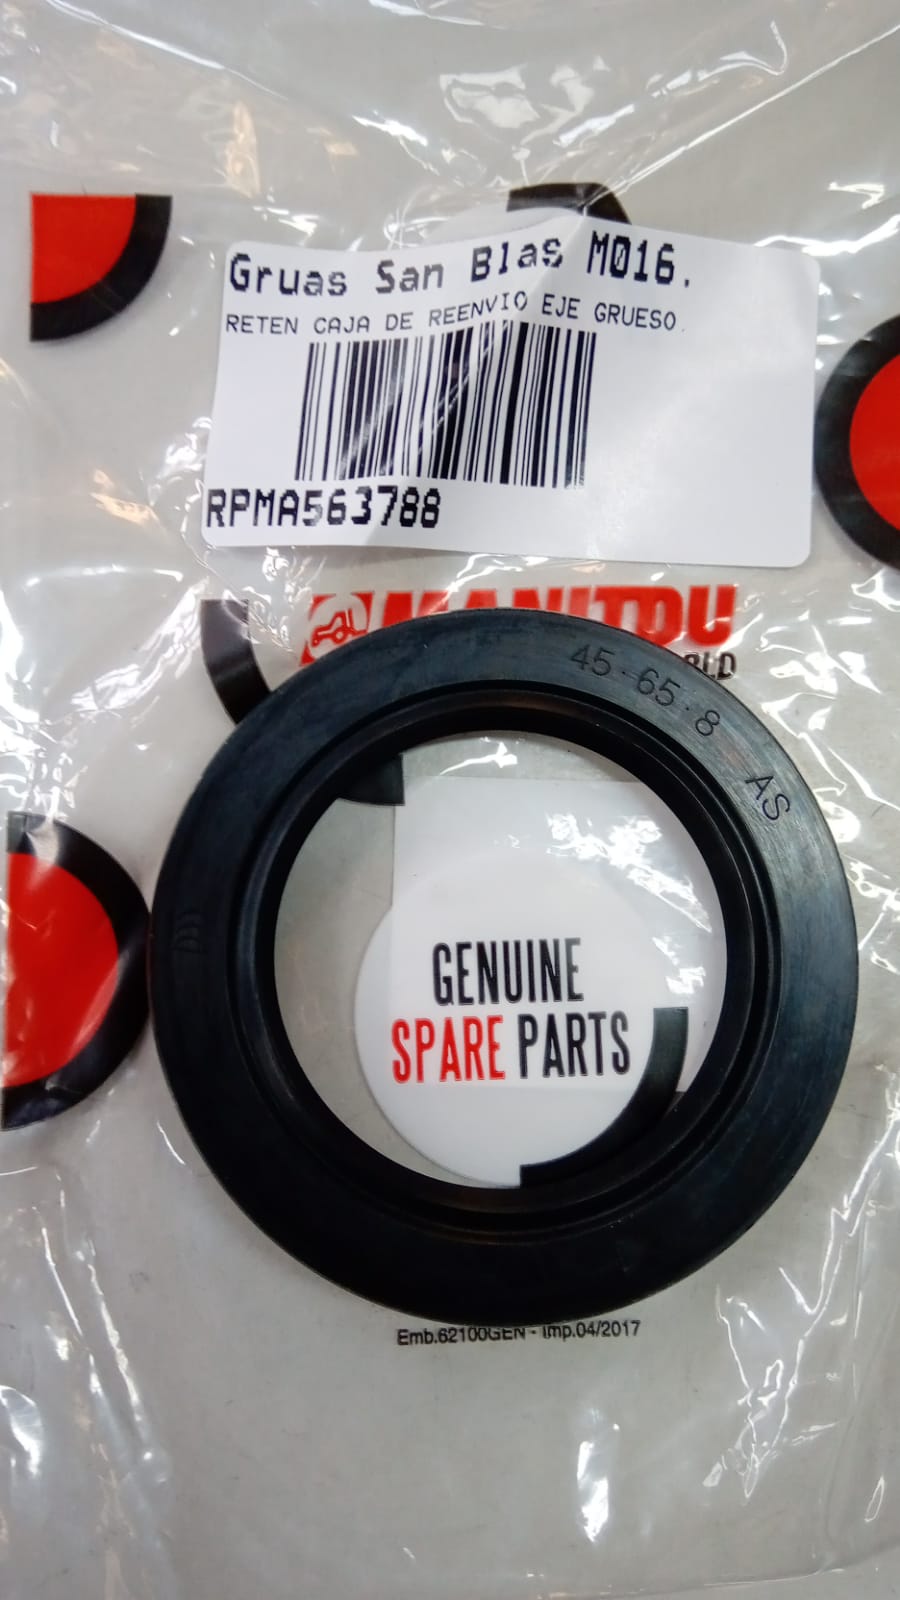 Gruas San Blas M016.
RETEN CAJA DE REENVIO EJE GRUESO.
RPMA563788
MANITOU
45-65-8 AS
GENUINE
SPARE PARTS
Emb.62100GEN - Imp.04/2017